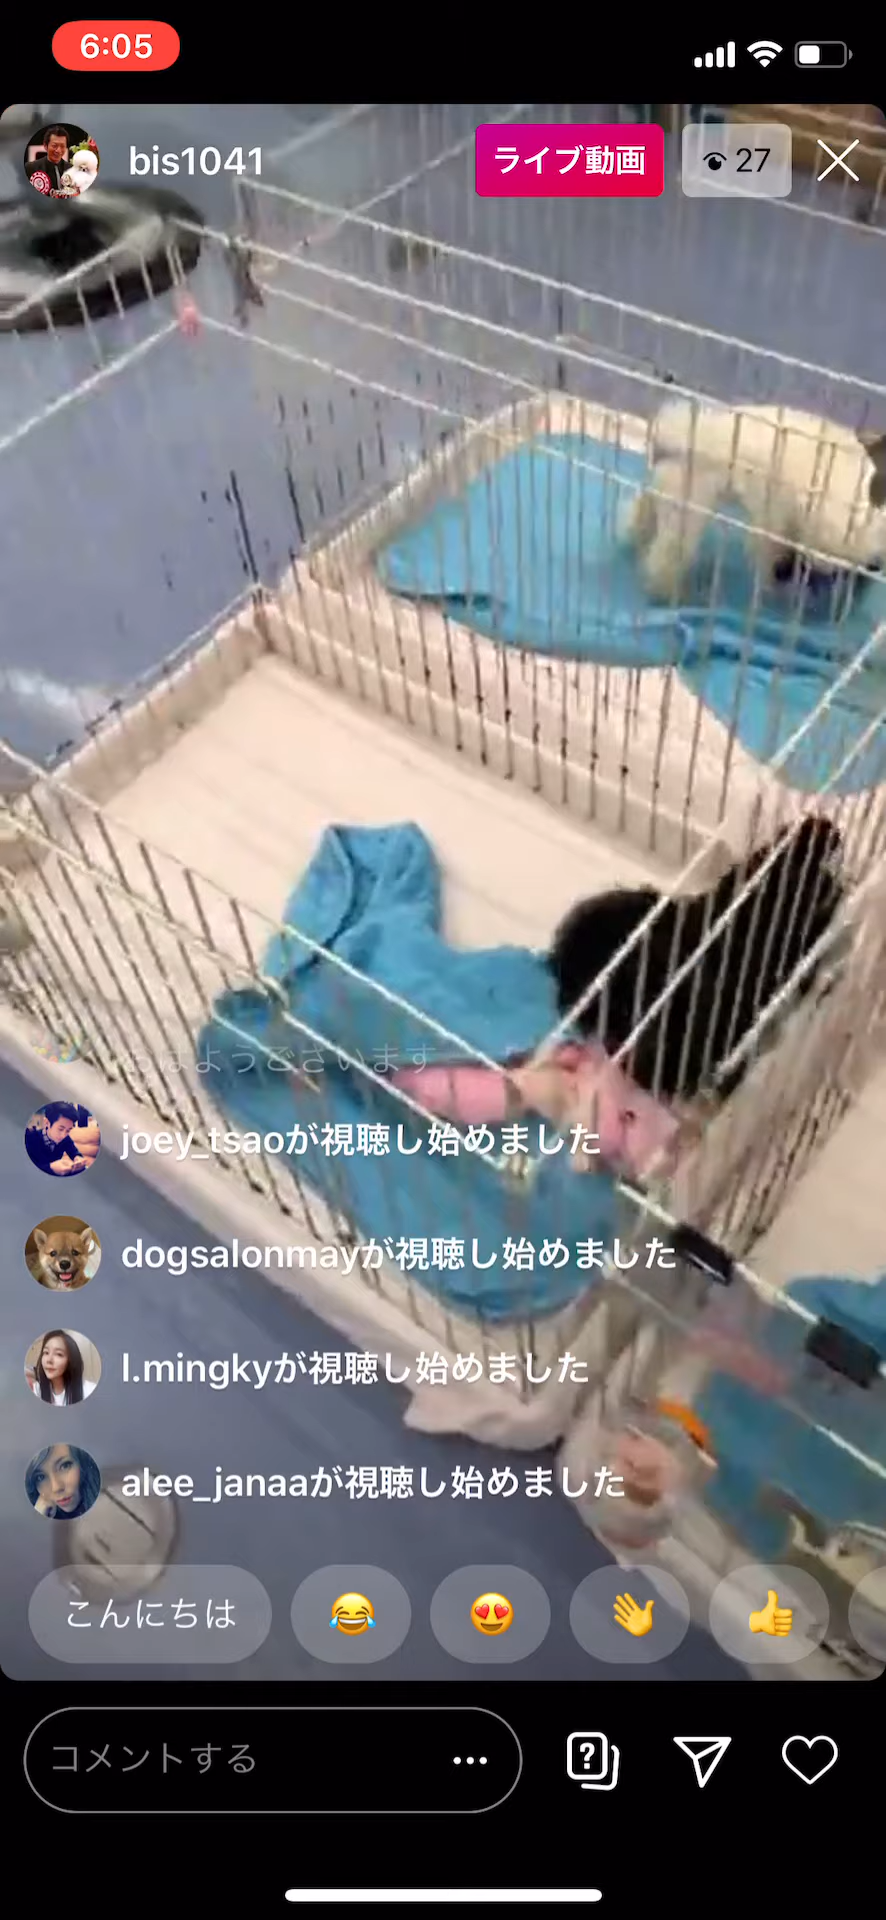 6:05
bis1041
ライブ動画
27
おはようございます
joey_tsaoが視聴し始めました
dogsalonmayが視聴し始めました
l.mingkyが視聴し始めました
alee_janaaが視聴し始めました
こんにちは
コメントする